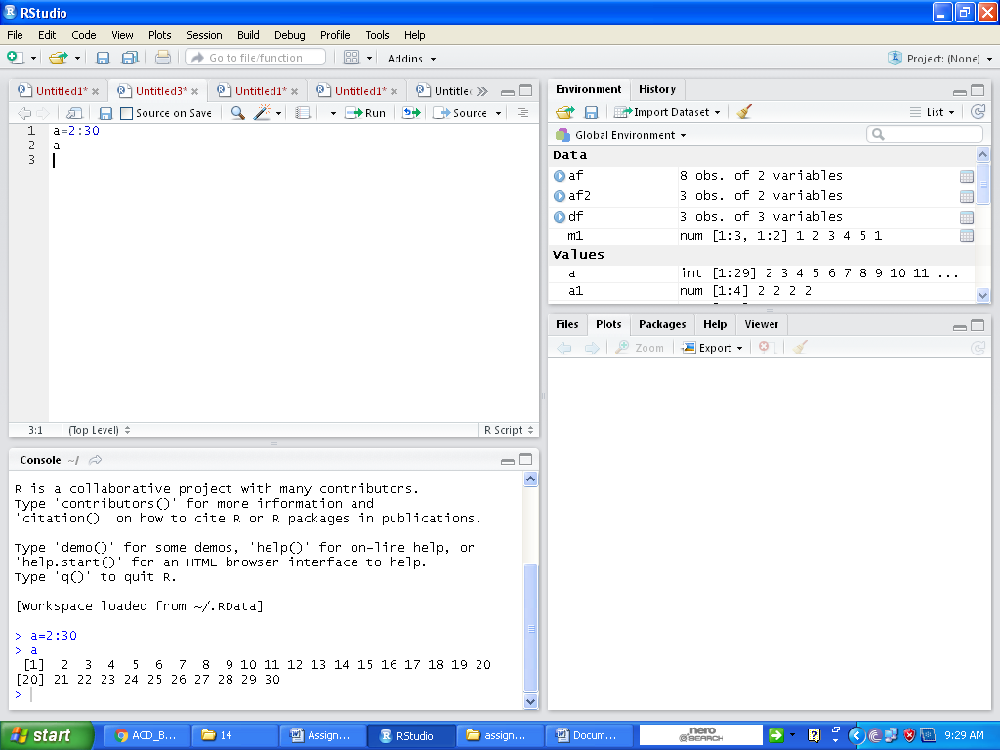 RStudio
File Edit Code View Plots Session Build Debug Profile Tools Help
Go to file/function Addins Project: (None)
Untitled1* Untitled3* Untitled1* Untitled1* Untitle
Source on Save Run Source
1 a=2:30
2 a
3
3:1 (Top Level) R Script
Console ~/
R is a collaborative project with many contributors.
Type 'contributors()' for more information and
'citation()' on how to cite R or R packages in publications.
Type 'demo()' for some demos, 'help()' for on-line help, or
'help.start()' for an HTML browser interface to help.
Type 'q()' to quit R.
[Workspace loaded from ~/.RData]
> a=2:30
> a
[1] 2 3 4 5 6 7 8 9 10 11 12 13 14 15 16 17 18 19 20
[20] 21 22 23 24 25 26 27 28 29 30
>
Environment History
Import Dataset List
Global Environment
Data
af 8 obs. of 2 variables
af2 3 obs. of 2 variables
df 3 obs. of 3 variables
m1 num [1:3, 1:2] 1 2 3 4 5 1
Values
a int [1:29] 2 3 4 5 6 7 8 9 10 11 ...
a1 num [1:4] 2 2 2 2
Files Plots Packages Help Viewer
Zoom Export
start ACD_B... 14 Assign... RStudio assign... Docum... nero 9:29 AM
@SEARCH